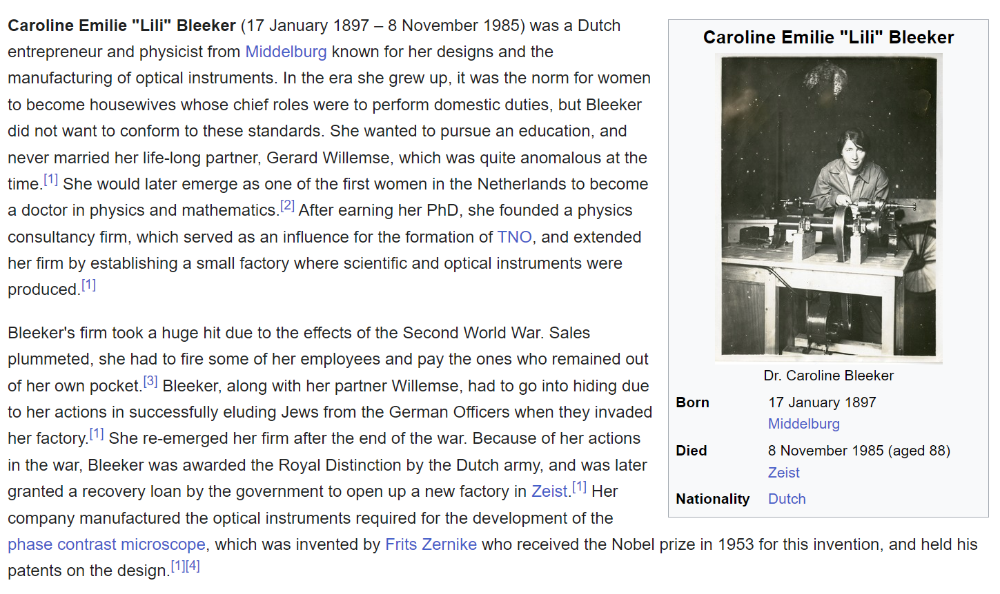 Caroline Emilie "Lili" Bleeker (17 January 1897 – 8 November 1985) was a Dutch
entrepreneur and physicist from Middelburg known for her designs and the
manufacturing of optical instruments. In the era she grew up, it was the norm for women
to become housewives whose chief roles were to perform domestic duties, but Bleeker
did not want to conform to these standards. She wanted to pursue an education, and
never married her life-long partner, Gerard Willemse, which was quite anomalous at the
time.[1] She would later emerge as one of the first women in the Netherlands to become
a doctor in physics and mathematics.[2] After earning her PhD, she founded a physics
consultancy firm, which served as an influence for the formation of TNO, and extended
her firm by establishing a small factory where scientific and optical instruments were
produced.[1]
Bleeker's firm took a huge hit due to the effects of the Second World War. Sales
plummeted, she had to fire some of her employees and pay the ones who remained out
of her own pocket.[3] Bleeker, along with her partner Willemse, had to go into hiding due
to her actions in successfully eluding Jews from the German Officers when they invaded
her factory.[1] She re-emerged her firm after the end of the war. Because of her actions
in the war, Bleeker was awarded the Royal Distinction by the Dutch army, and was later
granted a recovery loan by the government to open up a new factory in Zeist.[1] Her
company manufactured the optical instruments required for the development of the
phase contrast microscope, which was invented by Frits Zernike who received the Nobel prize in 1953 for this invention, and held his
patents on the design.[1][4]
Caroline Emilie "Lili" Bleeker
Dr. Caroline Bleeker
Born 17 January 1897
Middelburg
Died 8 November 1985 (aged 88)
Zeist
Nationality Dutch